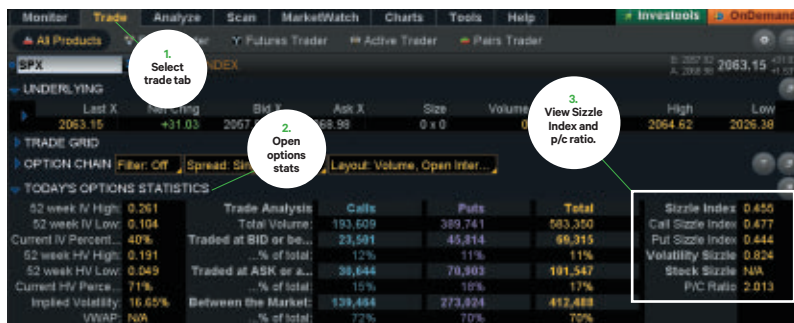 Monitor Trade Analyze Scan MarketWatch Charts Tools Help Investools OnDemand
All Products Futures Trader Active Trader Pairs Trader
1.
Select
trade tab
SPX INDEX 2063.15
UNDERLYING
Last X Net Chng Bid X Ask X Size Volume High Low
2063.15 +31.03 0 x 0 2064.62 2026.38
2.
Open
options
stats
3.
View Sizzle
Index and
p/c ratio.
TRADE GRID
OPTION CHAIN Filter: Off Spread: Layout: Volume, Open Inter...
TODAY'S OPTIONS STATISTICS
52 week IV High: 0.261 Trade Analysis Calls Puts Total Sizzle Index 0.455
52 week IV Low: 0.104 Total Volume: 193,609 389,741 583,350 Call Sizzle Index 0.477
Current IV Percent... 40% Traded at BID or be... 23,501 45,814 69,315 Put Sizzle Index 0.444
52 week HV High: 0.191 ...% of total: 12% 11% 11% Volatility Sizzle 0.824
52 week HV Low: 0.049 Traded at ASK or a... 30,644 70,903 101,547 Stock Sizzle N/A
Current HV Perce... 71% ...% of total: 15% 18% 17% P/C Ratio 2.013
Implied Volatility: 16.65% Between the Market: 139,464 273,024 412,488
VWAP: N/A ...% of total: 72% 70% 70%